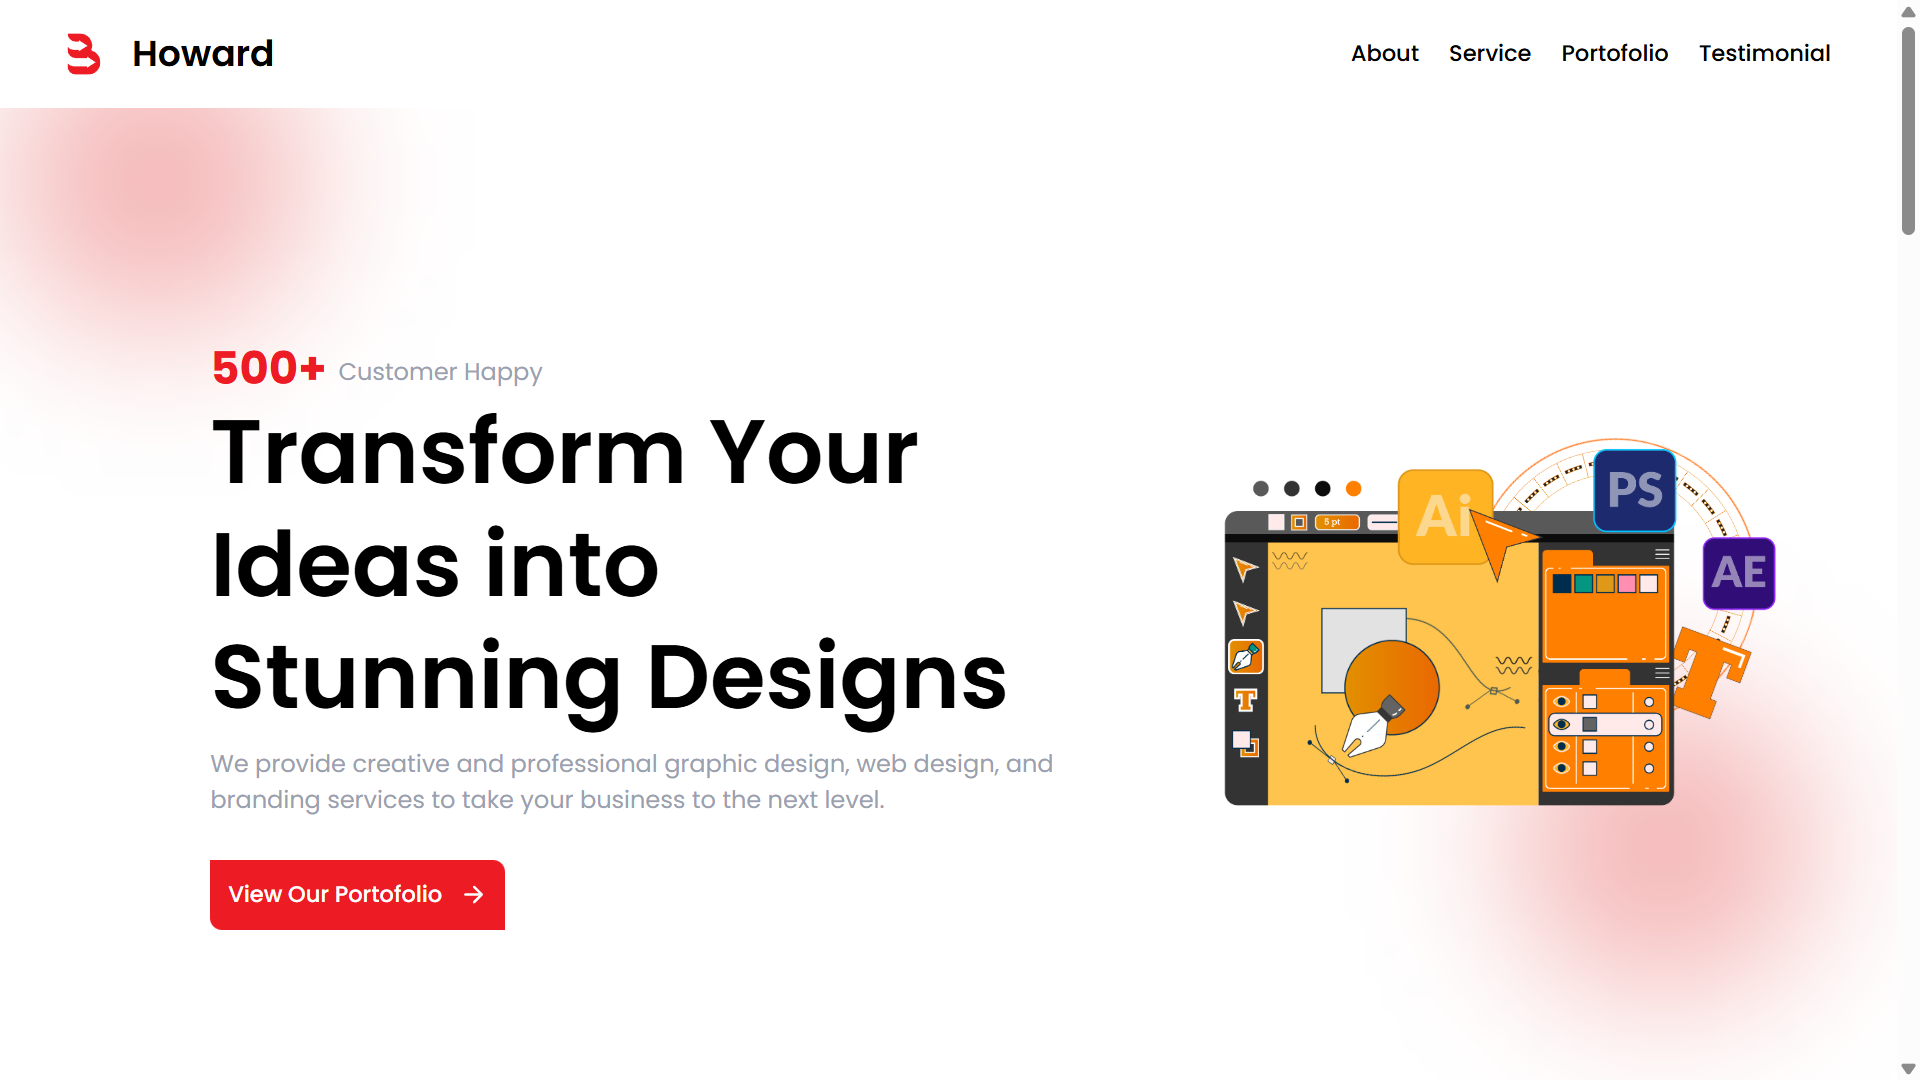 Howard
About Service Portofolio Testimonial
500+ Customer Happy
Transform Your
Ideas into
Stunning Designs
We provide creative and professional graphic design, web design, and
branding services to take your business to the next level.
View Our Portofolio
5 pt
Ai
PS
AE
T
T